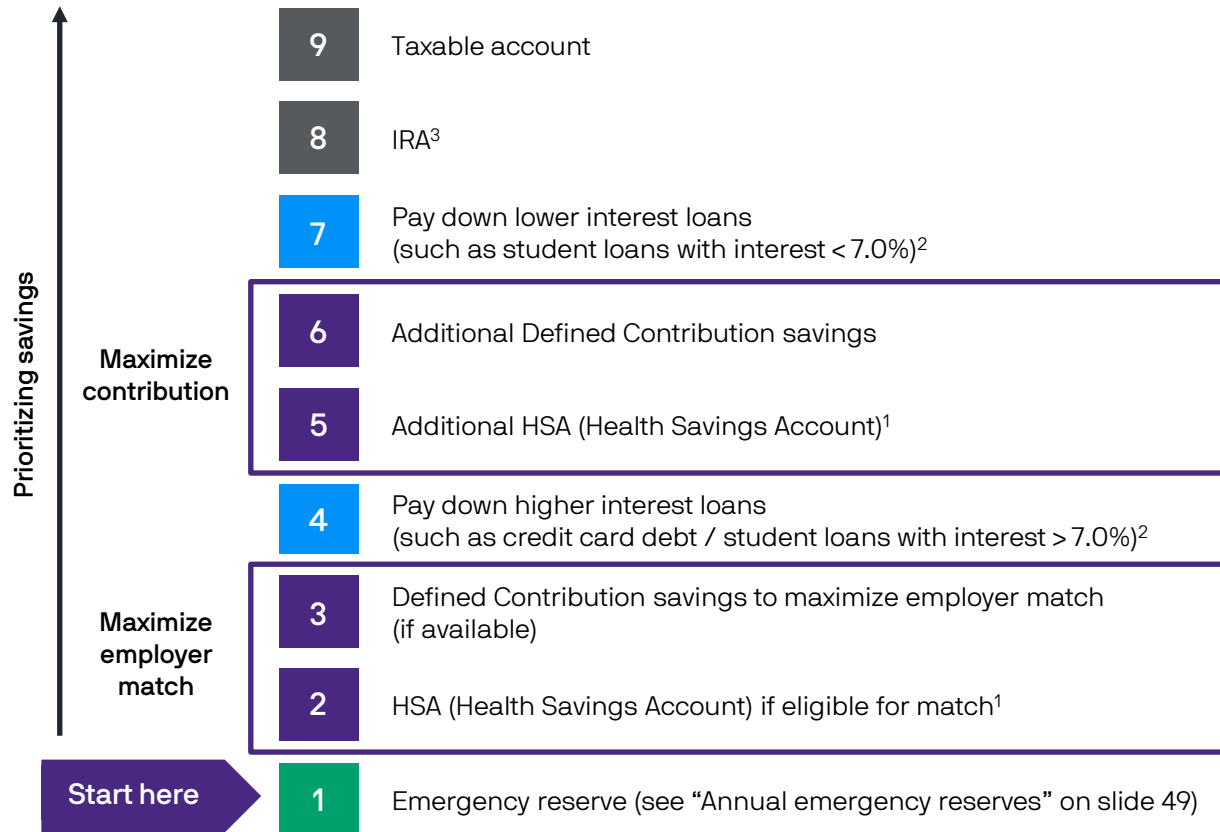 9
Taxable account
8
IRA³
7
Pay down lower interest loans
(such as student loans with interest < 7.0%)²
Prioritizing savings
Maximize
contribution
6
Additional Defined Contribution savings
5
Additional HSA (Health Savings Account)¹
4
Pay down higher interest loans
(such as credit card debt / student loans with interest > 7.0%)²
Maximize
employer
match
3
Defined Contribution savings to maximize employer match
(if available)
2
HSA (Health Savings Account) if eligible for match¹
Start here
1
Emergency reserve (see “Annual emergency reserves” on slide 49)